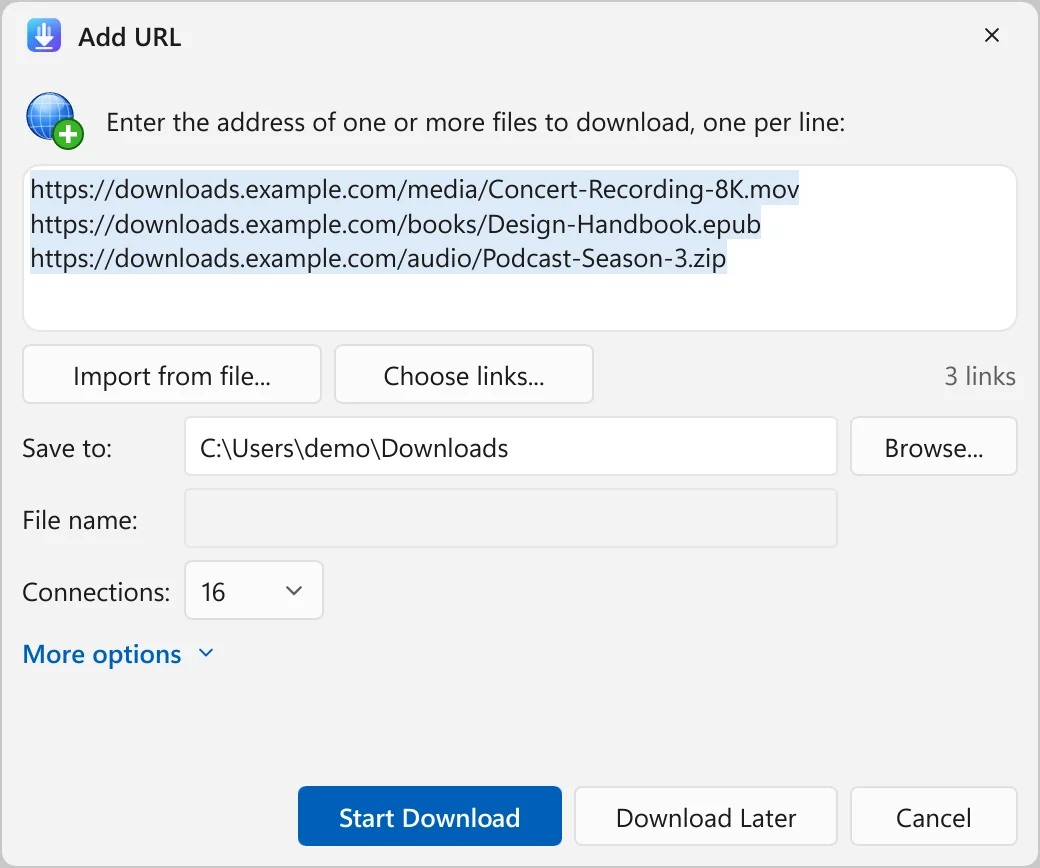 Add URL
Enter the address of one or more files to download, one per line:
https://downloads.example.com/media/Concert-Recording-8K.mov
https://downloads.example.com/books/Design-Handbook.epub
https://downloads.example.com/audio/Podcast-Season-3.zip
Import from file... Choose links... 3 links
Save to: C:\Users\demo\Downloads Browse...
File name:
Connections: 16
More options
Start Download Download Later Cancel